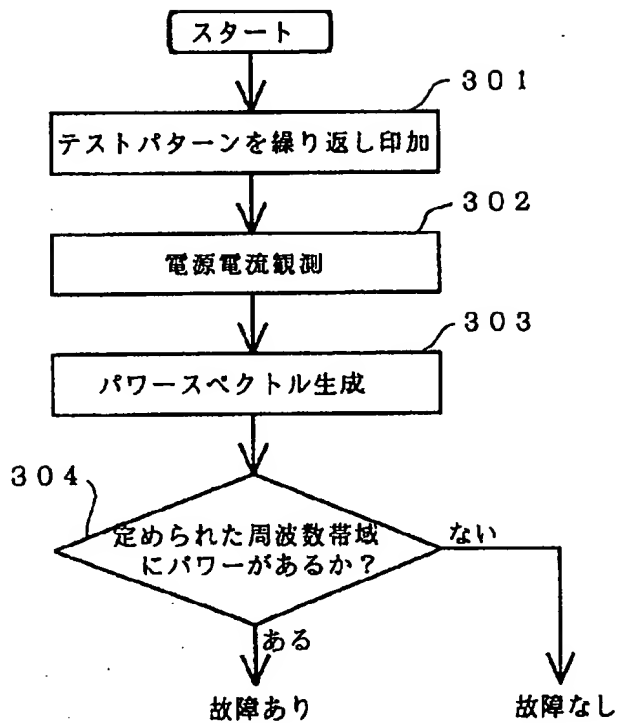 スタート
３０１
テストパターンを繰り返し印加
３０２
電源電流観測
３０３
パワースペクトル生成
３０４
定められた周波数帯域
にパワーがあるか？
ない
ある
故障あり
故障なし